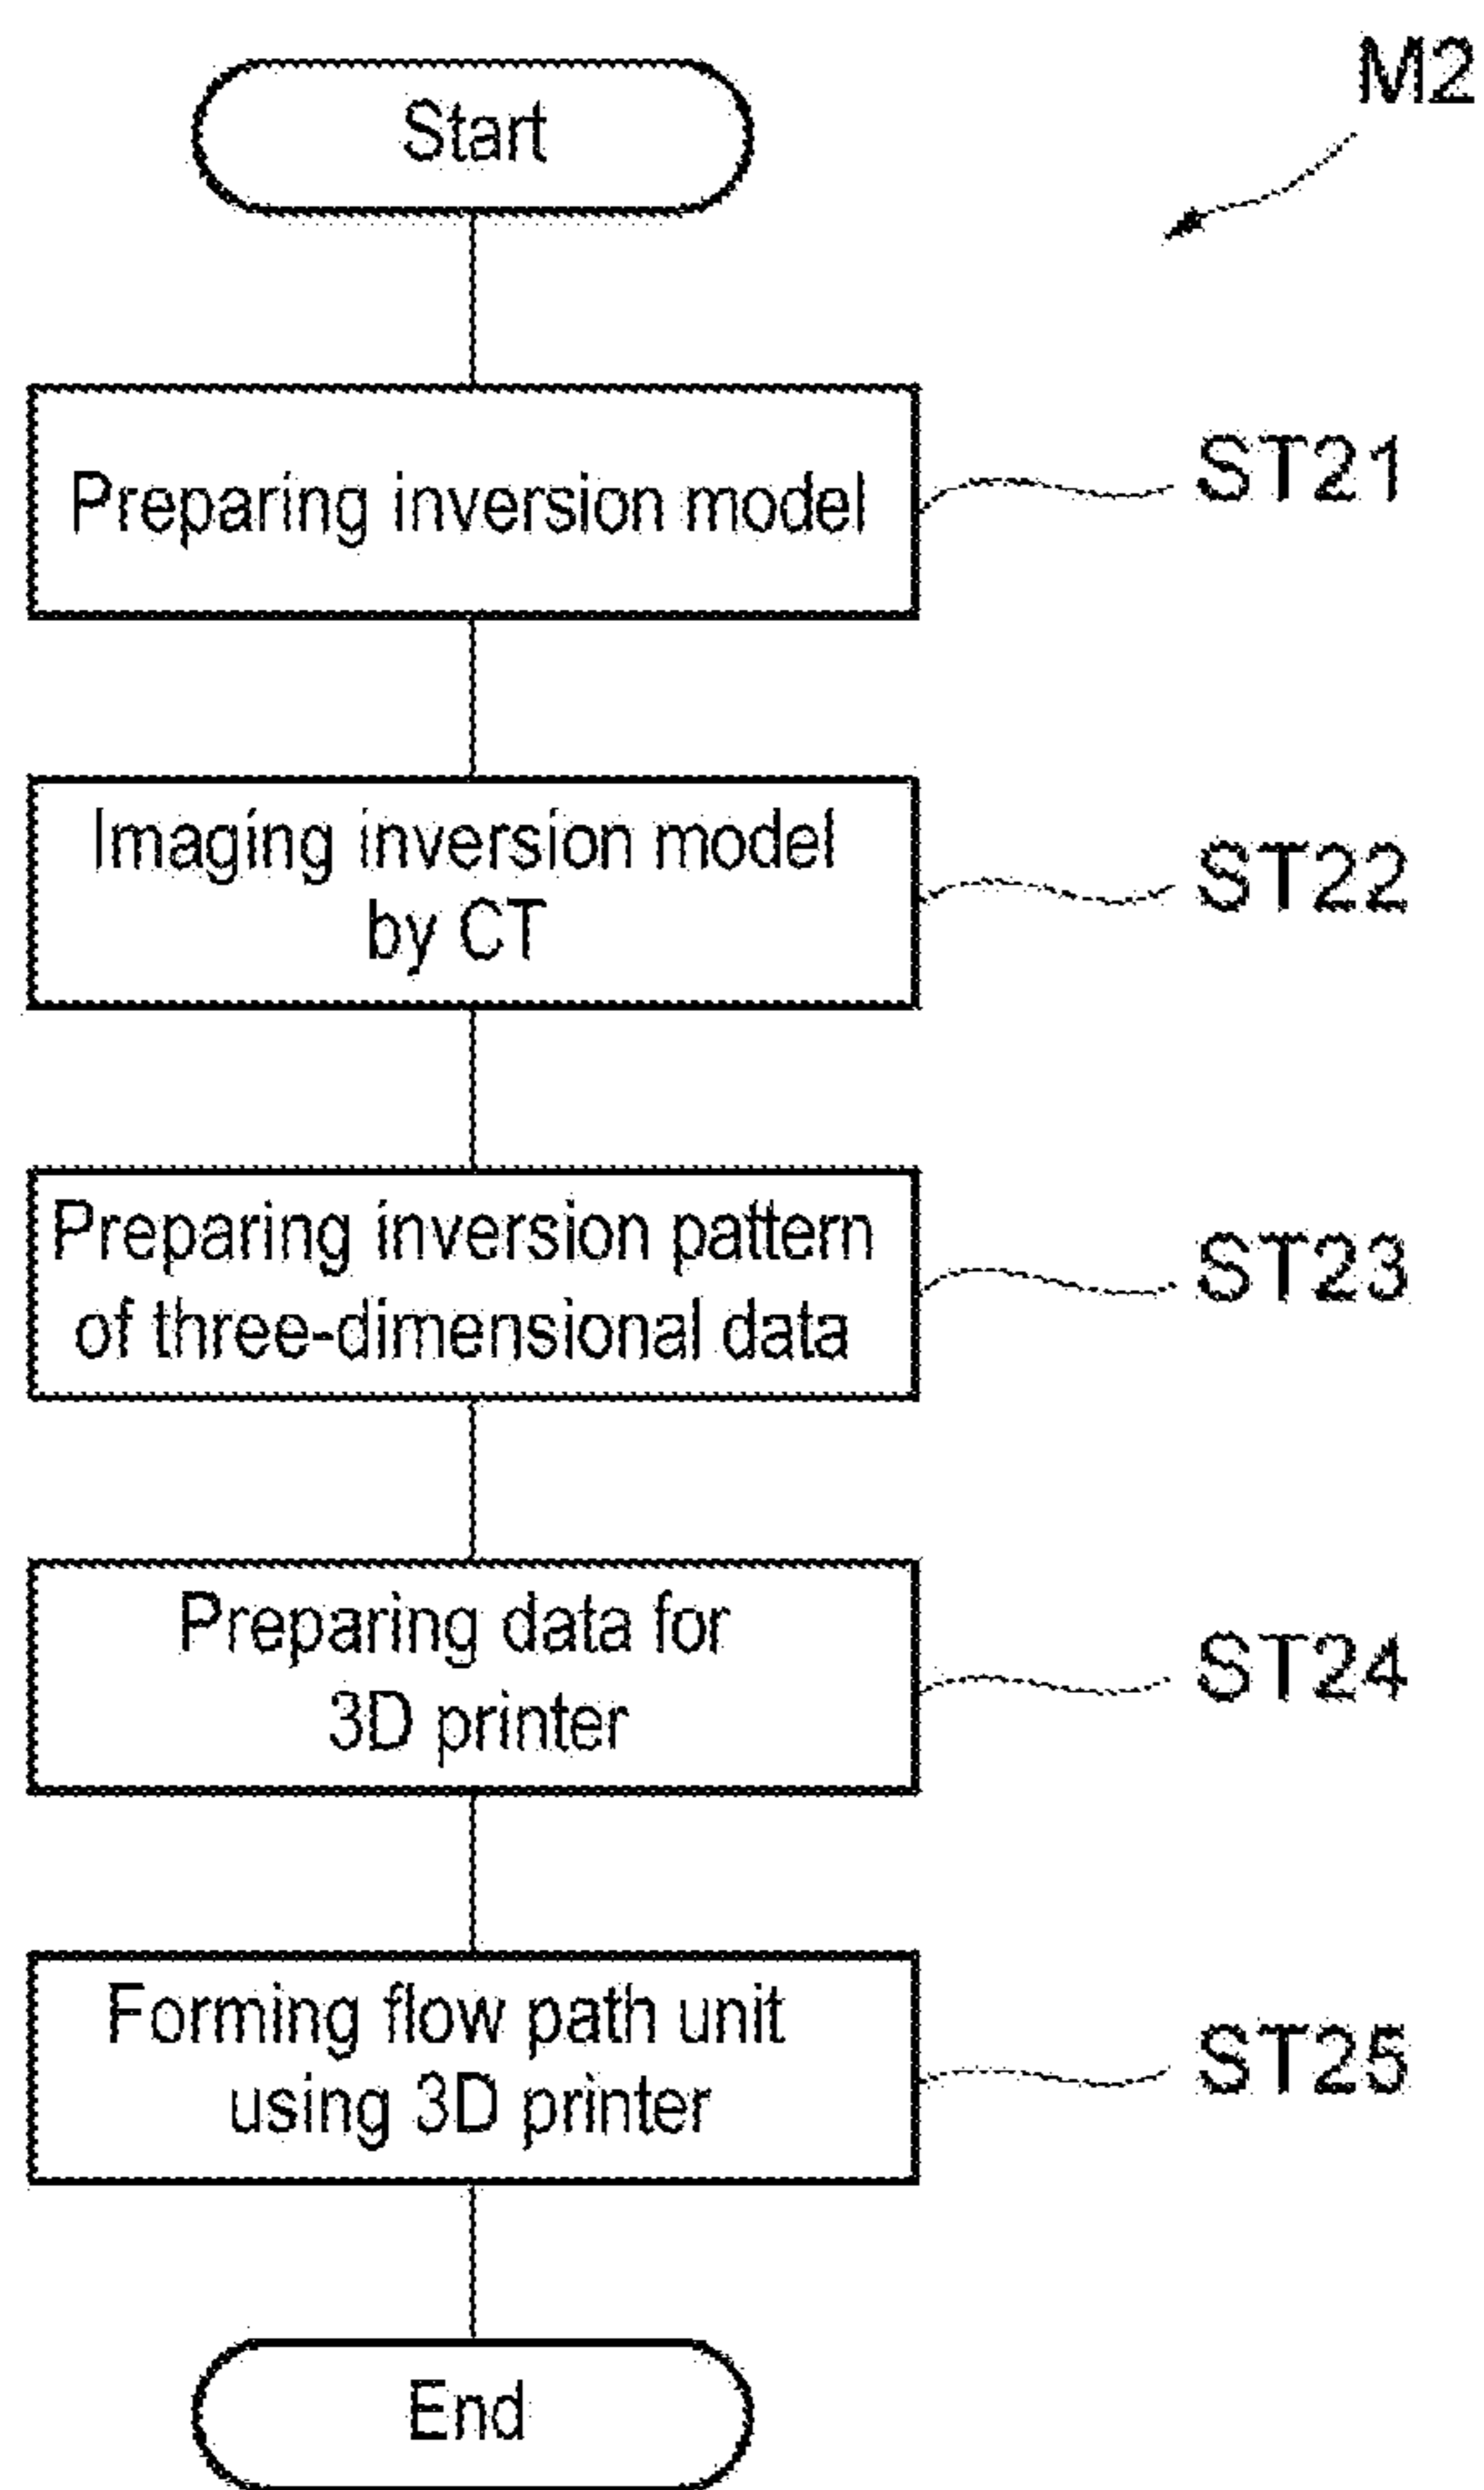 M2
Start
Preparing inversion model
ST21
Imaging inversion model
by CT
ST22
Preparing inversion pattern
of three-dimensional data
ST23
Preparing data for
3D printer
ST24
Forming flow path unit
using 3D printer
ST25
End